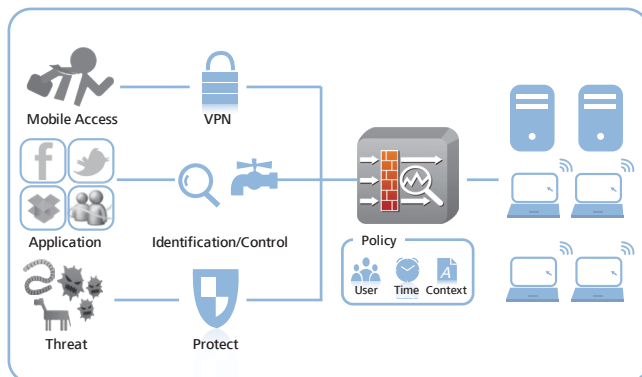 Mobile Access
VPN
Application
Identification/Control
Policy
User
Time
Context
Threat
Protect